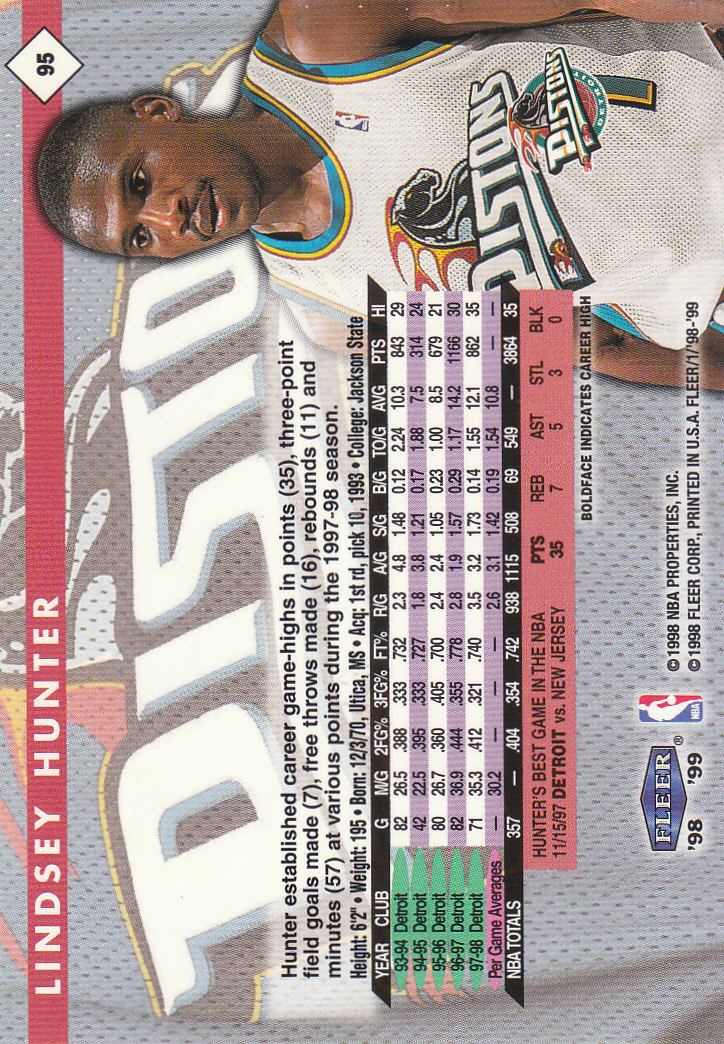 95
LINDSEY HUNTER
PISTO
PISTONS
PISTONS
1
NBA
Hunter established career game-highs in points (35), three-point
field goals made (7), free throws made (16), rebounds (11) and
minutes (57) at various points during the 1997-98 season.
Height: 6'2" • Weight: 195 • Born: 12/3/70, Utica, MS • Acq: 1st rd, pick 10, 1993 • College: Jackson State
YEAR CLUB G M/G 2FG% 3FG% FT% R/G A/G S/G B/G TO/G AVG PTS HI
93-94 Detroit 82 26.5 .388 .333 .732 2.3 4.8 1.48 0.12 2.24 10.3 843 29
94-95 Detroit 42 22.5 .395 .333 .727 1.8 3.8 1.21 0.17 1.88 7.5 314 24
95-96 Detroit 80 26.7 .360 .405 .700 2.4 2.4 1.05 0.23 1.00 8.5 679 21
96-97 Detroit 82 36.9 .444 .355 .778 2.8 1.9 1.57 0.29 1.17 14.2 1166 30
97-98 Detroit 71 35.3 .412 .321 .740 3.5 3.2 1.73 0.14 1.55 12.1 862 35
Per Game Averages — 30.2 2.6 3.1 1.42 0.19 1.54 10.8
NBA TOTALS 357 — .404 .354 .742 938 1115 508 69 549 — 3864 35
HUNTER'S BEST GAME IN THE NBA PTS REB AST STL BLK
11/15/97 DETROIT vs. NEW JERSEY 35 7 5 3 0
BOLDFACE INDICATES CAREER HIGH
FLEER®
'98 '99
NBA
©1998 NBA PROPERTIES, INC.
©1998 FLEER CORP., PRINTED IN U.S.A. FLEER/1/'98-'99